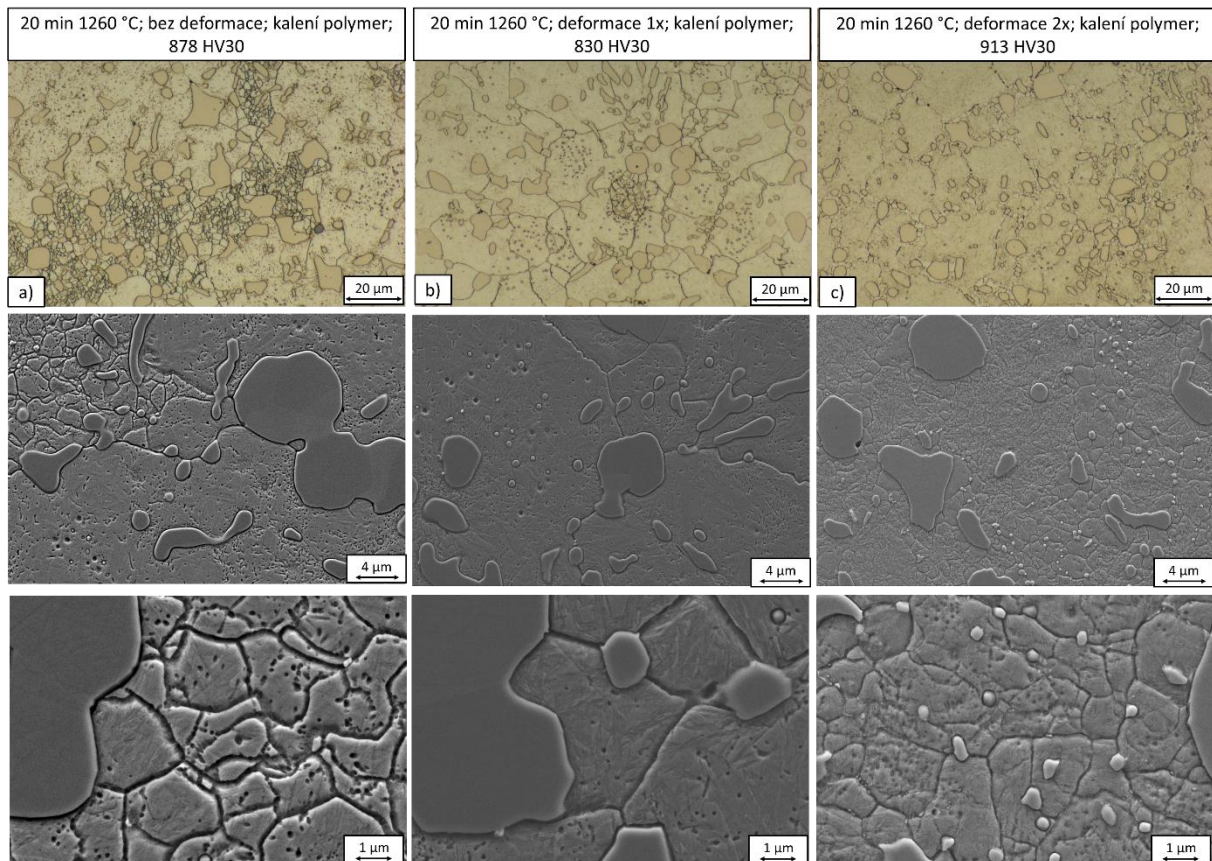 20 min 1260 °C; bez deformace; kalení polymer;
878 HV30
20 min 1260 °C; deformace 1x; kalení polymer;
830 HV30
20 min 1260 °C; deformace 2x; kalení polymer;
913 HV30
a)
20 µm
b)
20 µm
c)
20 µm
4 µm
4 µm
4 µm
1 µm
1 µm
1 µm